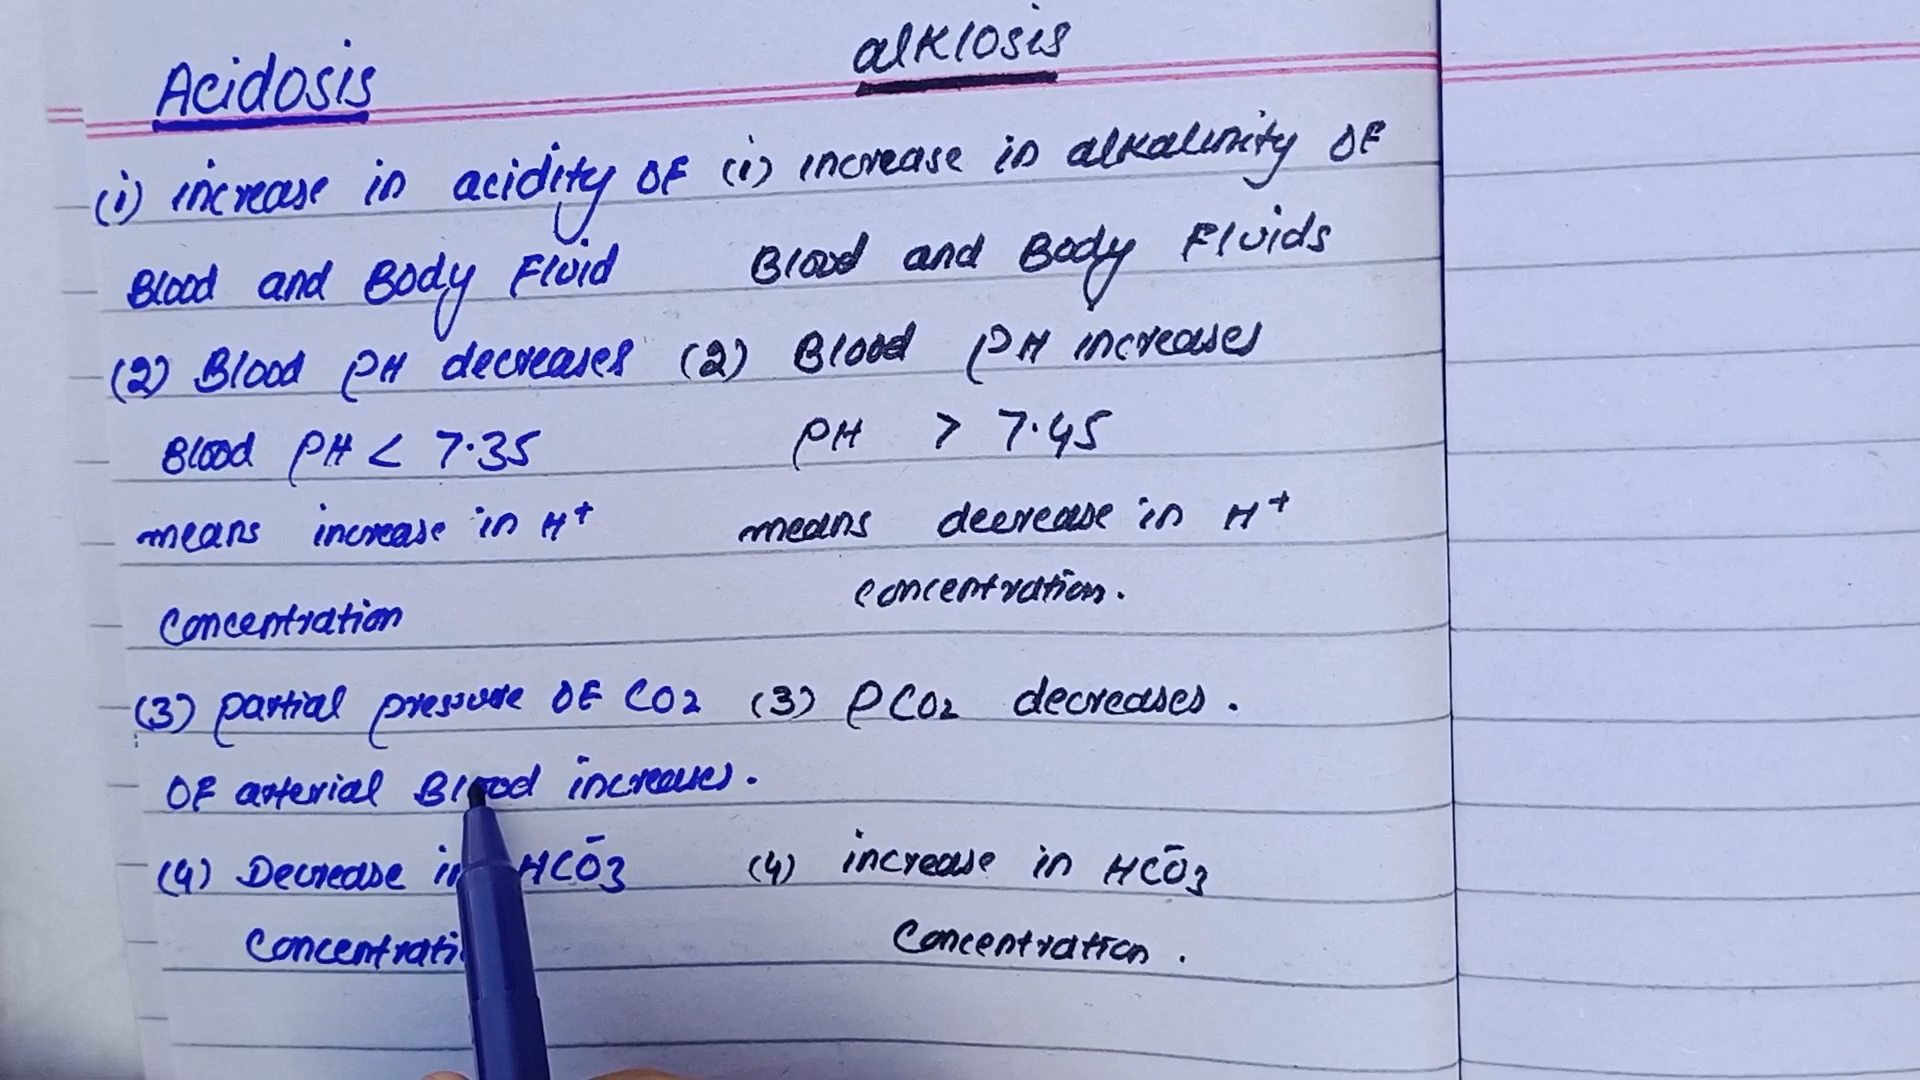 Acidosis
alklosis
(i) increase in acidity of
Blood and Body Fluid
(2) Blood PH decreases
Blood PH < 7.35
means increase in H+
Concentration
(3) partial pressure of CO2
of arterial Blood increases.
(4) Decrease in HCO3-
Concentrati
(i) increase in alkalinity of
Blood and Body Fluids
(2) Blood PH increases
PH > 7.45
means decrease in H+
concentration.
(3) PCO2 decreases.
(4) increase in HCO3-
Concentration.